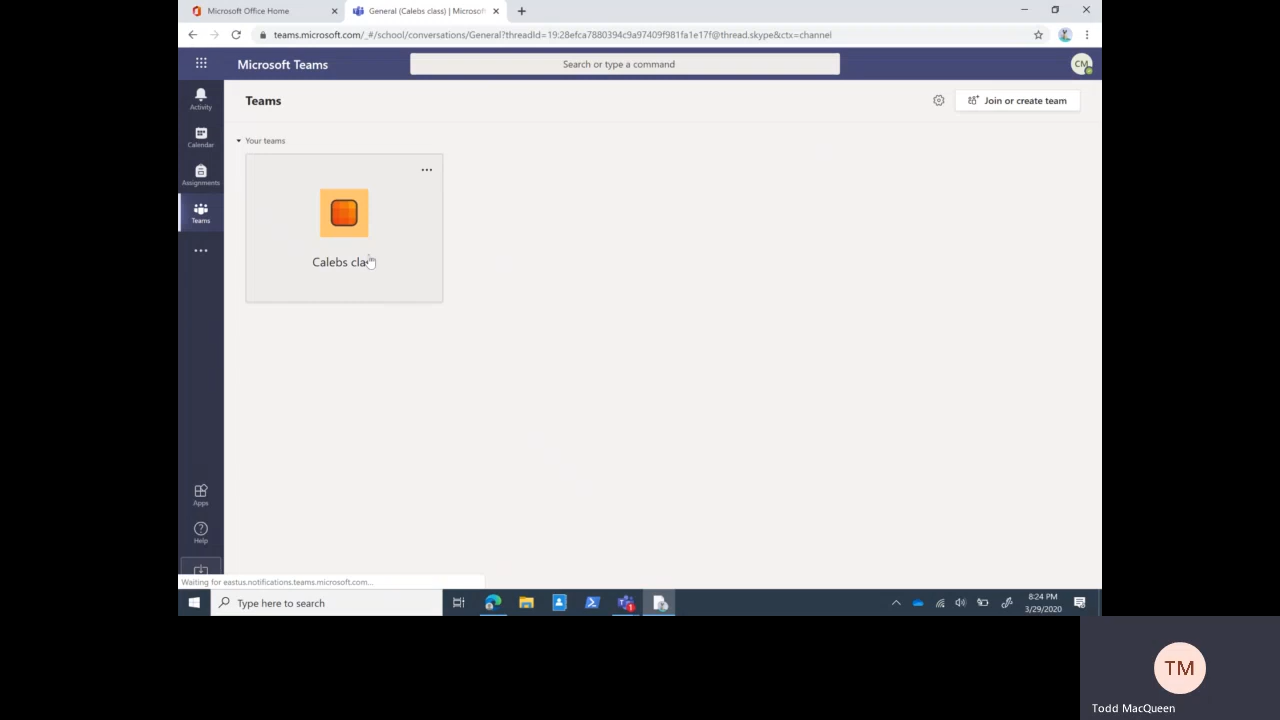 Microsoft Office Home
General (Calebs class) | Microsof
teams.microsoft.com/_#/school/conversations/General?threadId=19:28efca7880394c9a97409f981fa1e17f@thread.skype&ctx=channel
Microsoft Teams
Search or type a command
CM
Activity
Calendar
Assignments
Teams
Apps
Help
Teams
Join or create team
Your teams
Calebs clas
Waiting for eastus.notifications.teams.microsoft.com...
Type here to search
1
8:24 PM
3/29/2020
TM
Todd MacQueen